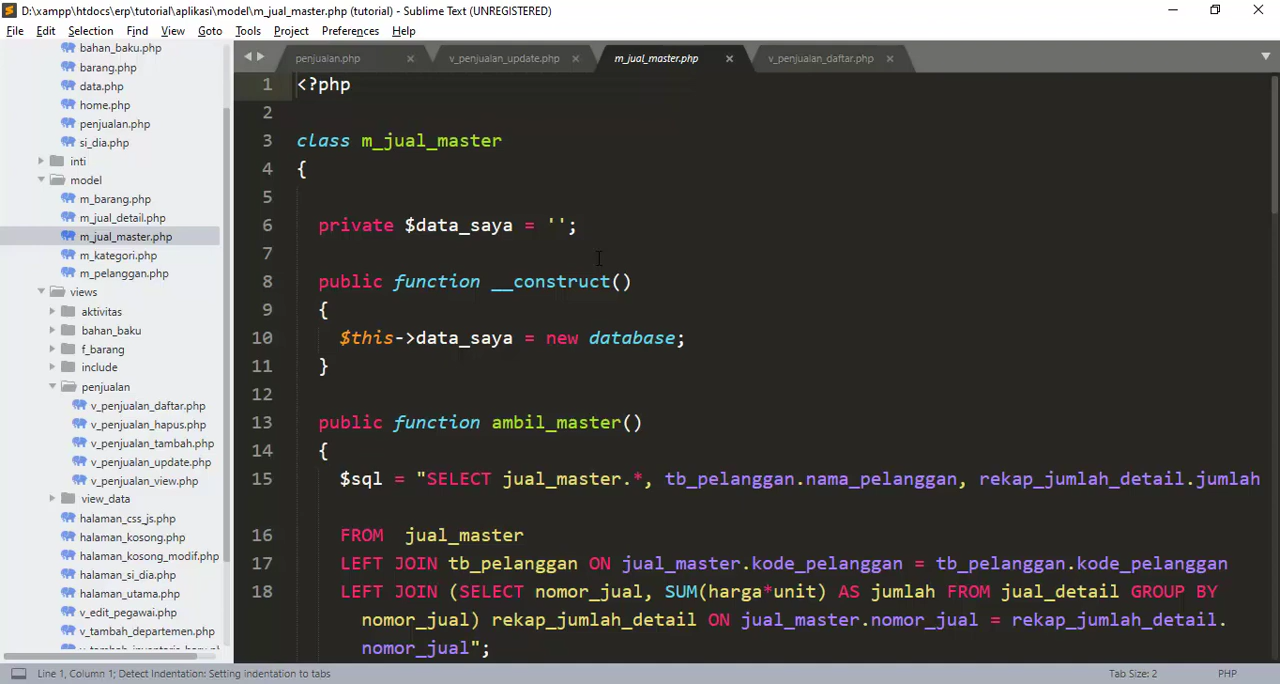 D:\xampp\htdocs\erp\tutorial\aplikasi\model\m_jual_master.php (tutorial) - Sublime Text (UNREGISTERED)
File Edit Selection Find View Goto Tools Project Preferences Help
bahan_baku.php
barang.php
data.php
home.php
penjualan.php
si_dia.php
inti
model
m_barang.php
m_jual_detail.php
m_jual_master.php
m_kategori.php
m_pelanggan.php
views
aktivitas
bahan_baku
f_barang
include
penjualan
v_penjualan_daftar.php
v_penjualan_hapus.php
v_penjualan_tambah.php
v_penjualan_update.php
v_penjualan_view.php
view_data
halaman_css_js.php
halaman_kosong.php
halaman_kosong_modif.php
halaman_si_dia.php
halaman_utama.php
v_edit_pegawai.php
v_tambah_departemen.php
penjualan.php v_penjualan_update.php m_jual_master.php v_penjualan_daftar.php
1 <?php
2
3 class m_jual_master
4 {
5
6 private $data_saya = '';
7
8 public function __construct()
9 {
10 $this->data_saya = new database;
11 }
12
13 public function ambil_master()
14 {
15 $sql = "SELECT jual_master.*, tb_pelanggan.nama_pelanggan, rekap_jumlah_detail.jumlah
16 FROM  jual_master
17 LEFT JOIN tb_pelanggan ON jual_master.kode_pelanggan = tb_pelanggan.kode_pelanggan
18 LEFT JOIN (SELECT nomor_jual, SUM(harga*unit) AS jumlah FROM jual_detail GROUP BY
nomor_jual) rekap_jumlah_detail ON jual_master.nomor_jual = rekap_jumlah_detail.
nomor_jual";
Line 1, Column 1; Detect Indentation: Setting indentation to tabs Tab Size: 2 PHP